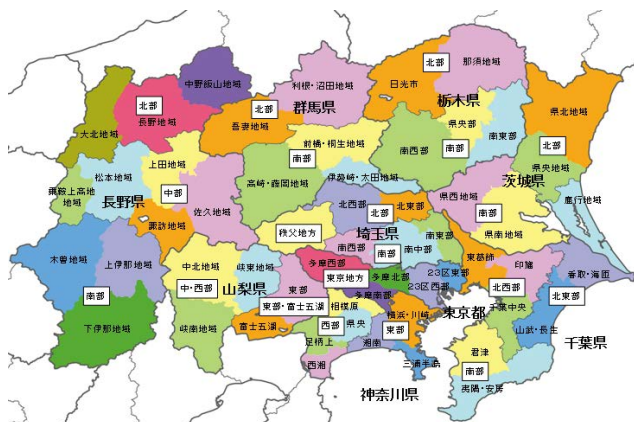 中野飯山地域
利根・沼田地域
那須地域
日光市
北部
北部
北部
長野地域
群馬県
栃木県
県北地域
大北地域
吾妻地域
県央部
前橋・桐生地域
県南東部
上田地域
南部
南西部
南部
北部
松本地域
県央地域
中部
高崎・藤岡地域
伊勢崎・太田地域
茨城県
乗鞍上高地地域
長野県
佐久地域
県西地域
鹿行地域
北西部
北部
北東部
南部
諏訪地域
秩父地方
埼玉県
県南地域
木曽地域
上伊那地域
南西部
南部
南中部
南東部
東葛飾
印旛
香取・海匝
中北地域
峡東地域
多摩西部
東京地方
多摩北部
23区東部
23区西部
北西部
南部
中・西部
山梨県
東部
多摩南部
北東部
東部・富士五湖
相模原
東京都
千葉中央
下伊那地域
峡南地域
富士五湖
西部
県央
横浜・川崎
東部
山武・長生
足柄上
湘南
千葉県
君津
西湘
三浦半島
南部
神奈川県
夷隅・安房